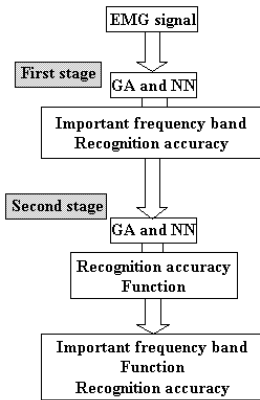 EMG signal
First stage
GA and NN
Important frequency band
Recognition accuracy
Second stage
GA and NN
Recognition accuracy
Function
Important frequency band
Function
Recognition accuracy